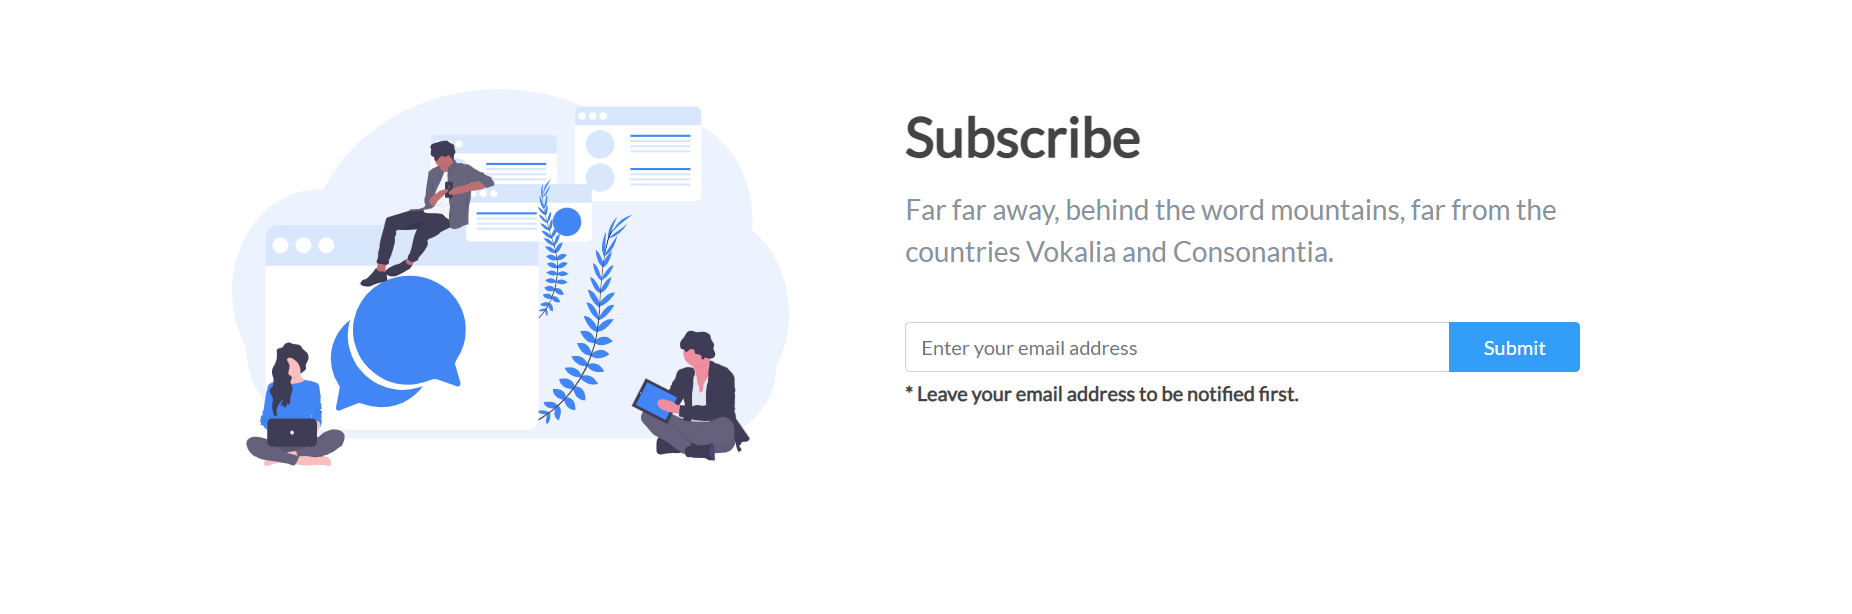 Subscribe
Far far away, behind the word mountains, far from the
countries Vokalia and Consonantia.
Enter your email address
Submit
* Leave your email address to be notified first.